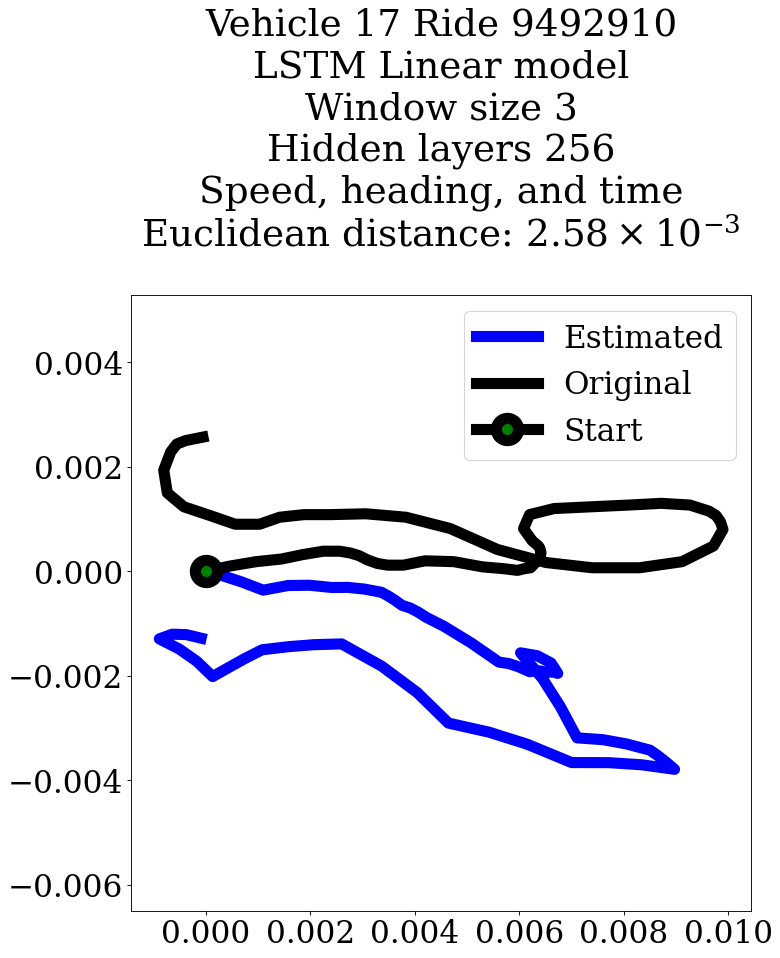 Vehicle 17 Ride 9492910
LSTM Linear model
Window size 3
Hidden layers 256
Speed, heading, and time
Euclidean distance: 2.58 × 10⁻³
Estimated
Original
Start
0.004
0.002
0.000
−0.002
−0.004
−0.006
0.000 0.002 0.004 0.006 0.008 0.010